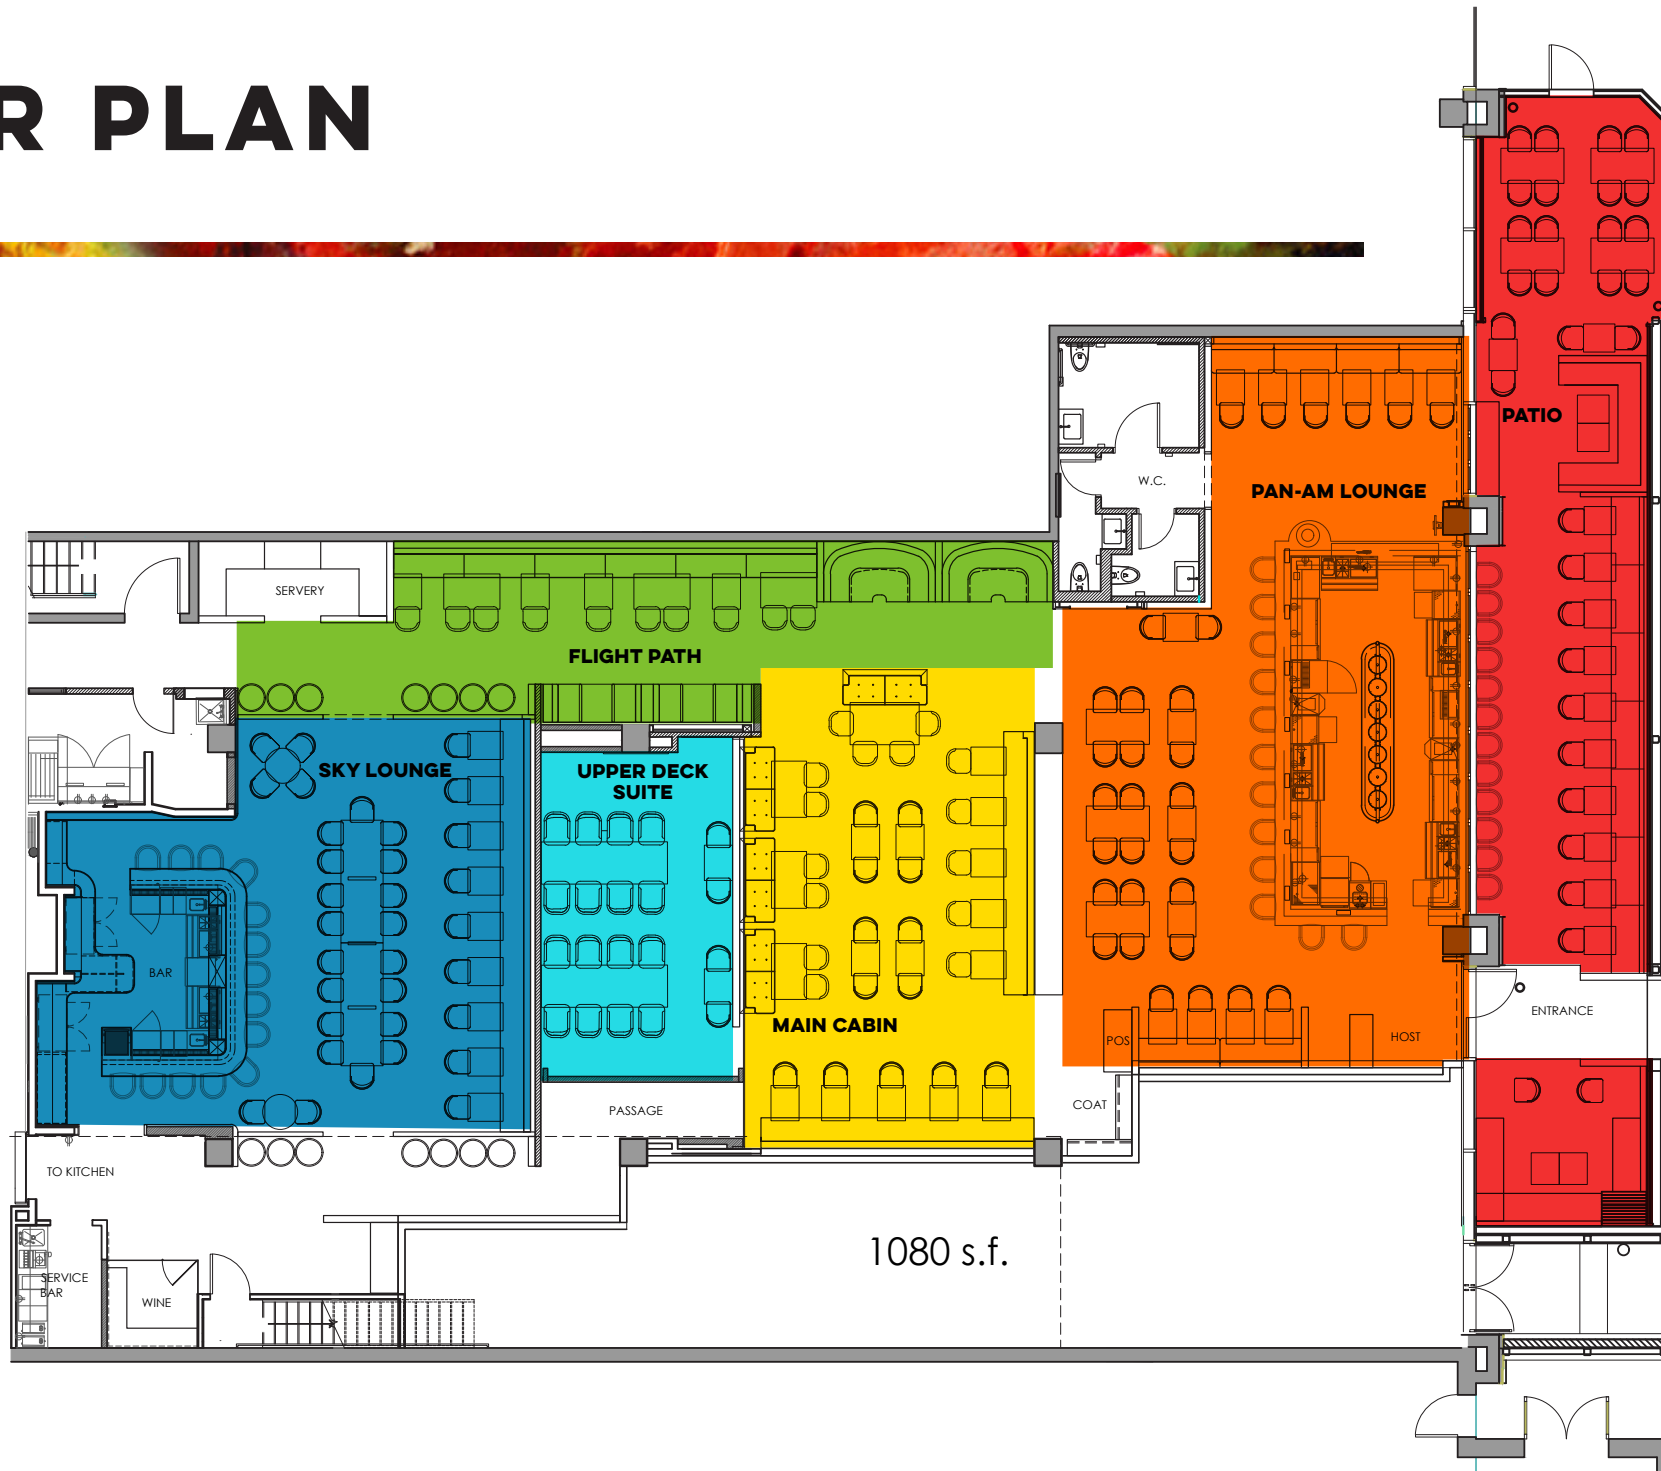 R PLAN
PATIO
W.C.
PAN-AM LOUNGE
SERVERY
FLIGHT PATH
SKY LOUNGE
UPPER DECK
SUITE
BAR
MAIN CABIN
ENTRANCE
POS
HOST
PASSAGE
COAT
TO KITCHEN
1080 s.f.
SERVICE
BAR
WINE